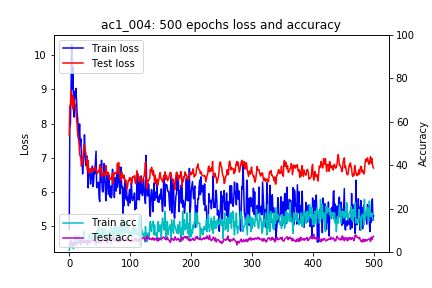 ac1_004: 500 epochs loss and accuracy
Train loss
Test loss
Train acc
Test acc
Loss
Accuracy
10
9
8
7
6
5
100
80
60
40
20
0
0
100
200
300
400
500